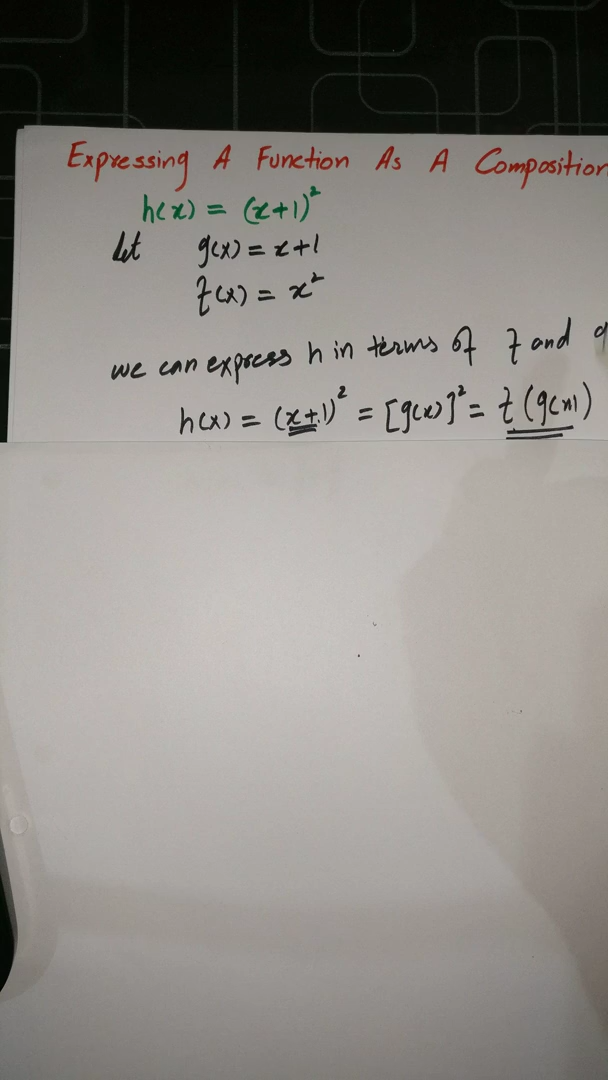 Expressing A Function As A Composition
h(x) = (x+1)²
let g(x) = x+1
f(x) = x²
we can express h in terms of f and g
h(x) = (x+1)² = [g(x)]² = f(g(x))